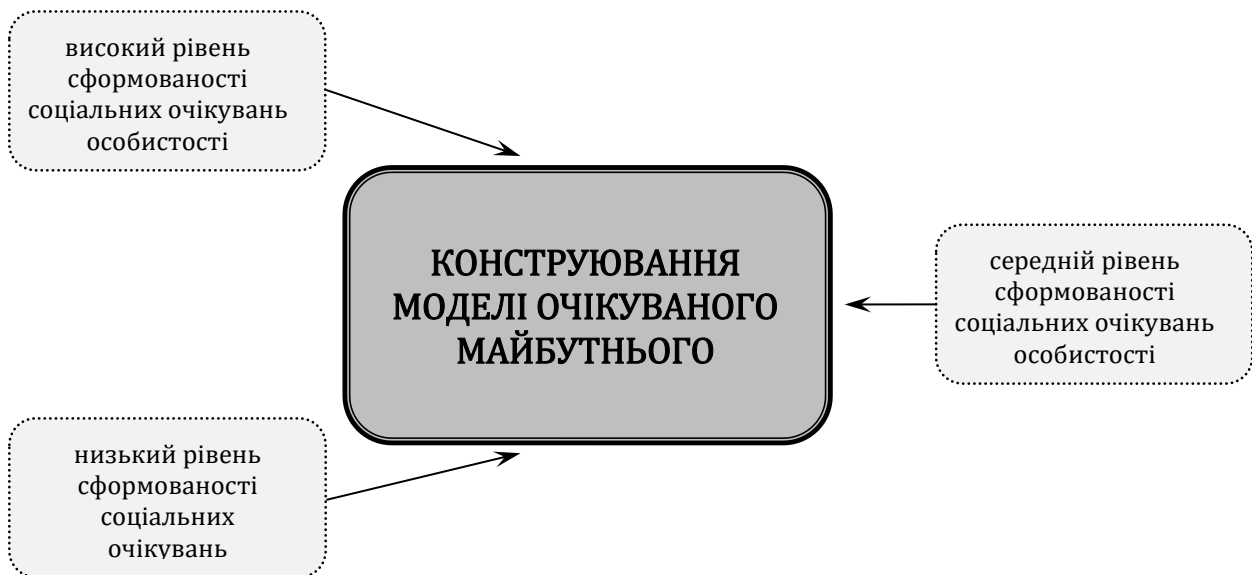 високий рівень
сформованості
соціальних очікувань
особистості
КОНСТРУЮВАННЯ
МОДЕЛІ ОЧІКУВАНОГО
МАЙБУТНЬОГО
середній рівень
сформованості
соціальних очікувань
особистості
низький рівень
сформованості
соціальних
очікувань